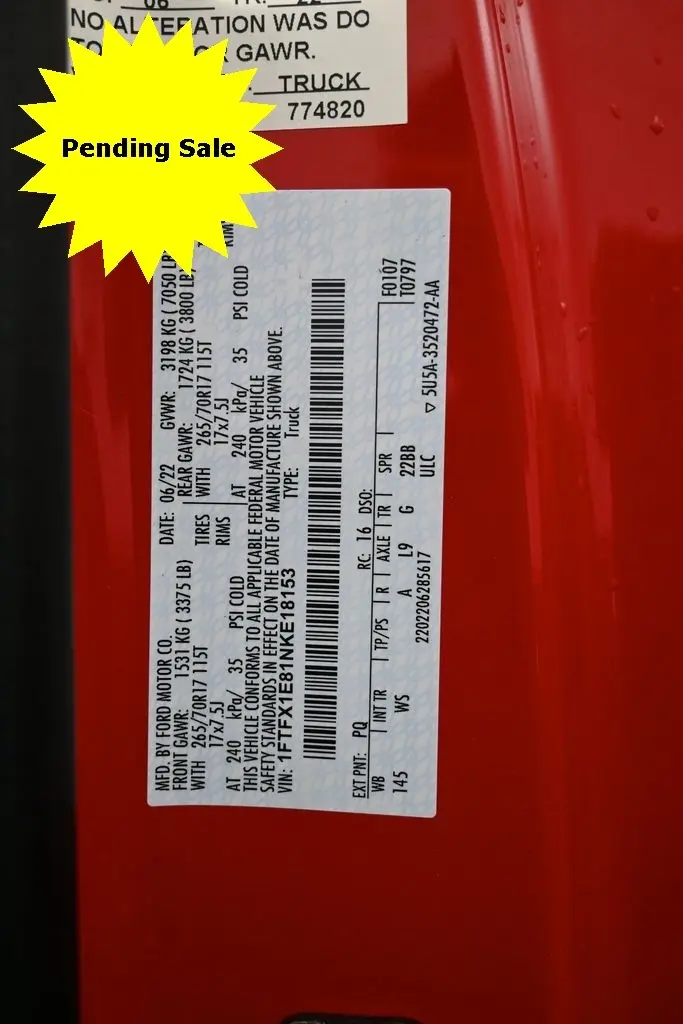 06 22
NO ALTERATION WAS DO
GAWR.
TRUCK
774820
Pending Sale
MFD. BY FORD MOTOR CO. DATE: 06/22 GVWR: 3198 KG ( 7050 LB
FRONT GAWR: 1531 KG ( 3375 LB) REAR GAWR: 1724 KG ( 3800 LB)
WITH 265/70R17 115T TIRES WITH 265/70R17 115T
17x7.5J RIMS 17x7.5J
AT 240 kPa/ 35 PSI COLD AT 240 kPa/ 35 PSI COLD
THIS VEHICLE CONFORMS TO ALL APPLICABLE FEDERAL MOTOR VEHICLE
SAFETY STANDARDS IN EFFECT ON THE DATE OF MANUFACTURE SHOWN ABOVE.
VIN: 1FTFX1E81NKE18153 TYPE: Truck
EXT PNT: PQ RC: 16 DSO: F0107
WB INT TR TP/PS R AXLE TR SPR T0797
145 WS A L9 G 22BB
2202206285617 ULC ▽ 5U5A-3520472-AA